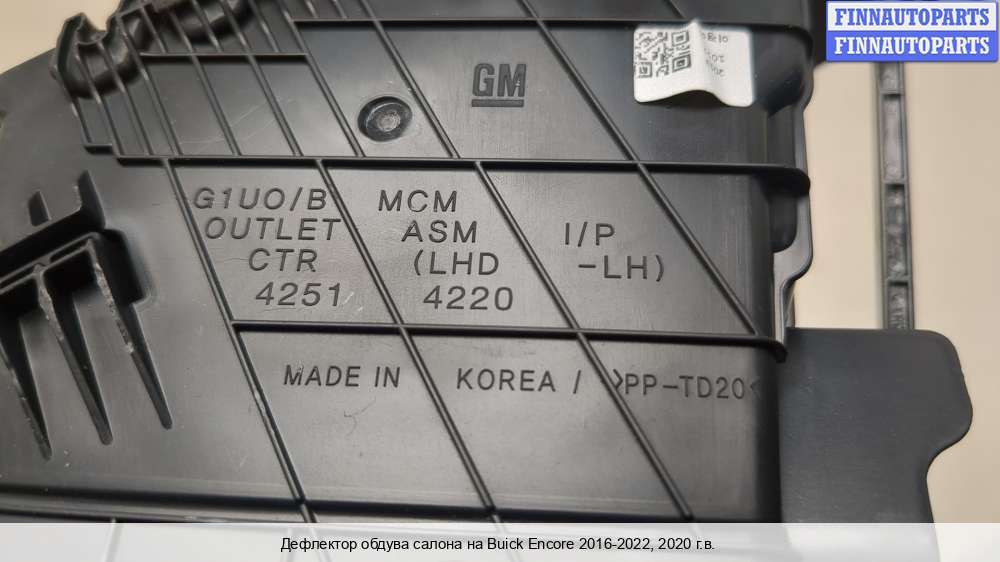 FINNAUTOPARTS
FINNAUTOPARTS
GM
G1UO/B MCM
OUTLET ASM I/P
CTR (LHD -LH)
4251 4220
MADE IN KOREA / >PP-TD20<
Дефлектор обдува салона на Buick Encore 2016-2022, 2020 г.в.